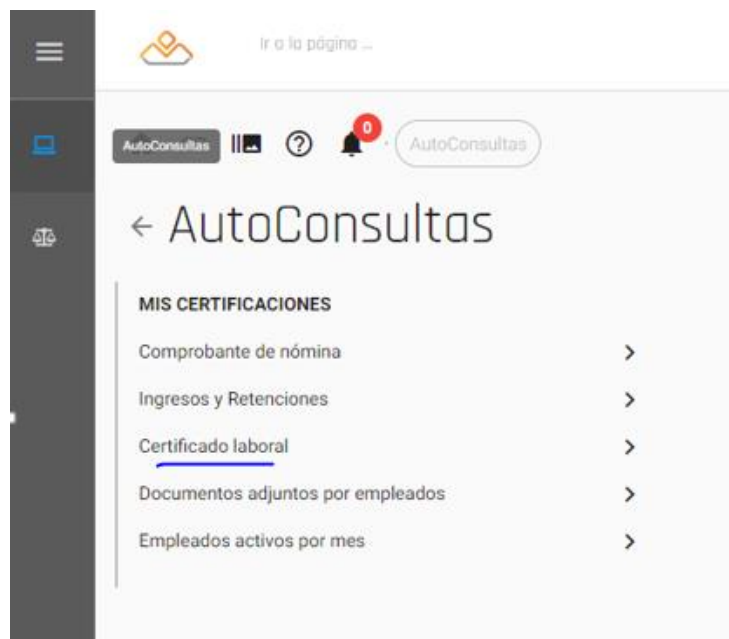 Ir a la página ...
AutoConsultas
0
AutoConsultas
AutoConsultas
MIS CERTIFICACIONES
Comprobante de nómina
Ingresos y Retenciones
Certificado laboral
Documentos adjuntos por empleados
Empleados activos por mes